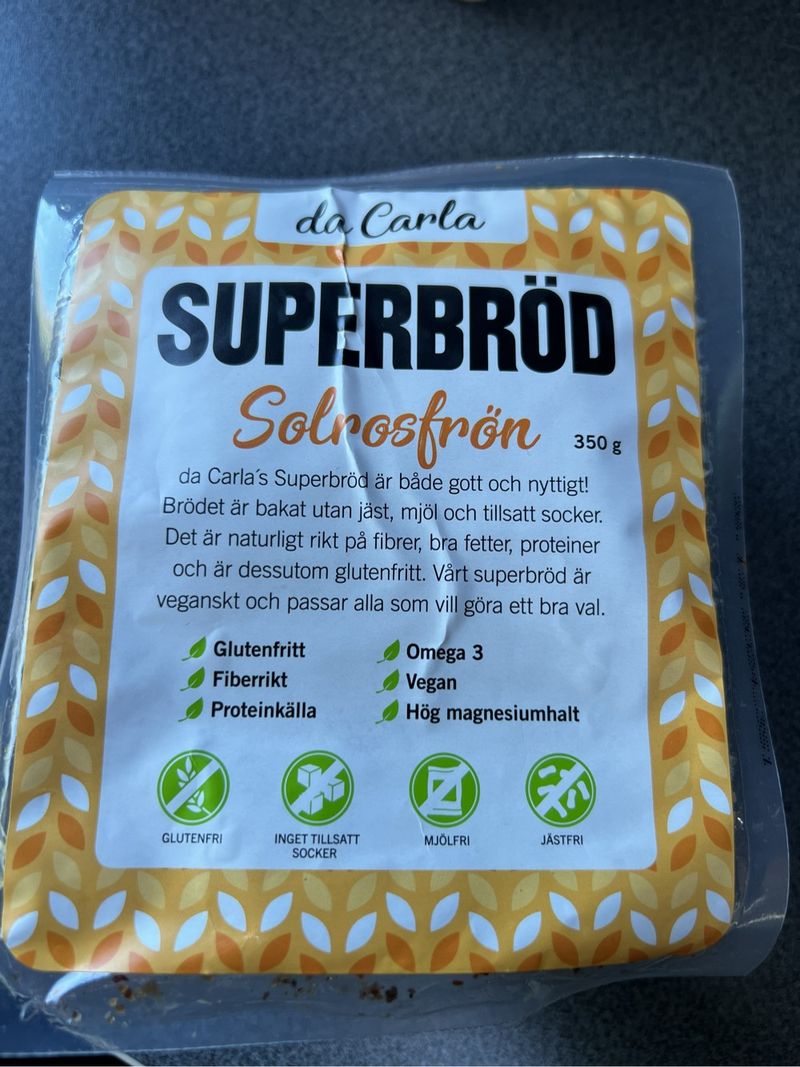 da Carla
SUPERBRÖD
Solrosfrön
350 g
da Carla´s Superbröd är både gott och nyttigt!
Brödet är bakat utan jäst, mjöl och tillsatt socker.
Det är naturligt rikt på fibrer, bra fetter, proteiner
och är dessutom glutenfritt. Vårt superbröd är
veganskt och passar alla som vill göra ett bra val.
Glutenfritt
Fiberrikt
Proteinkälla
Omega 3
Vegan
Hög magnesiumhalt
GLUTENFRI
INGET TILLSATT
SOCKER
MJÖLFRI
JÄSTFRI